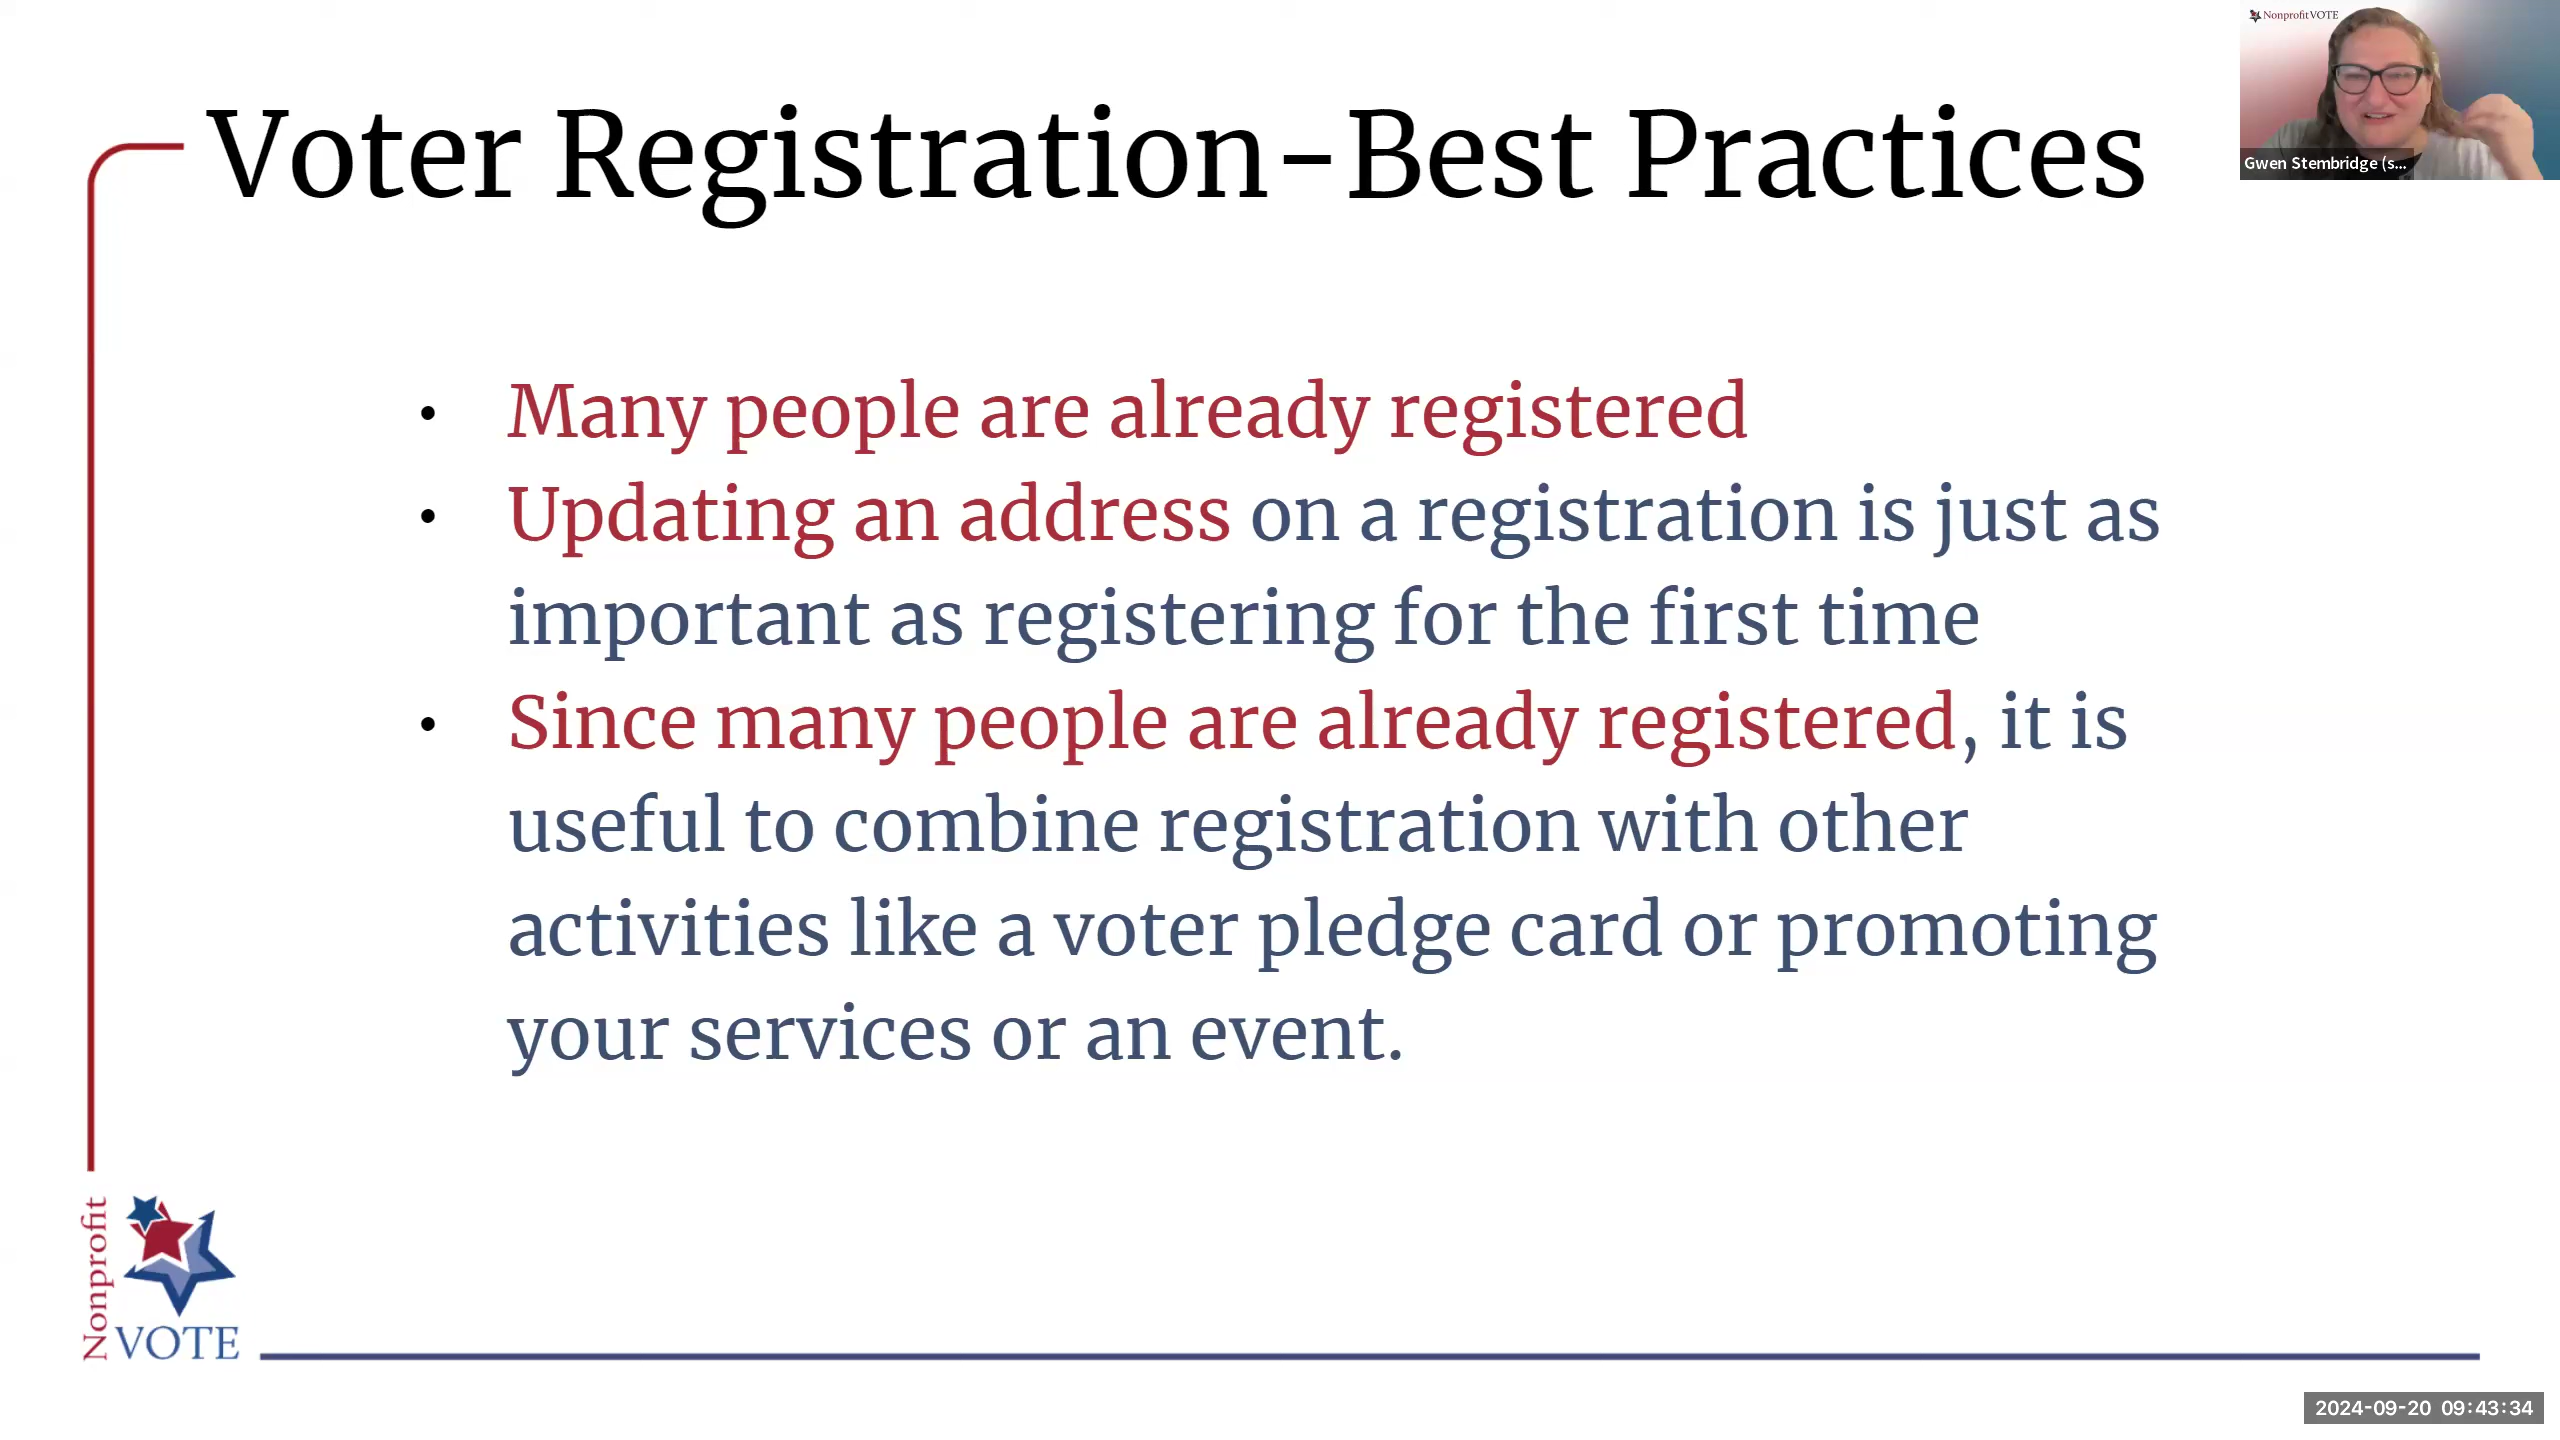 NonprofitVOTE
Gwen Stembridge (s...
Voter Registration-Best Practices
• Many people are already registered
• Updating an address on a registration is just as
important as registering for the first time
• Since many people are already registered, it is
useful to combine registration with other
activities like a voter pledge card or promoting
your services or an event.
Nonprofit
VOTE
2024-09-20 09:43:34